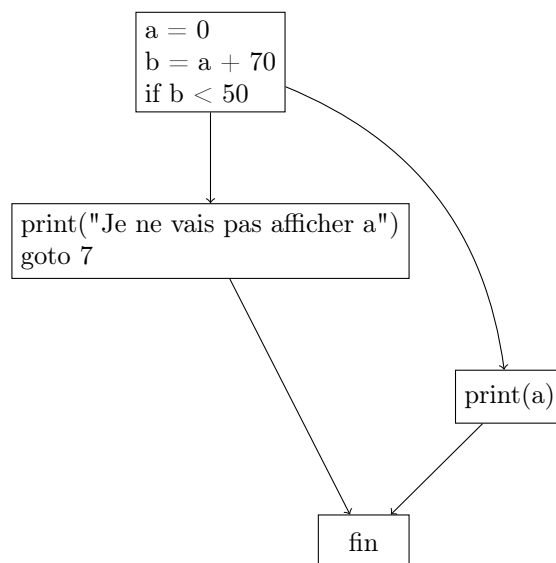 a = 0
b = a + 70
if b < 50
print("Je ne vais pas afficher a")
goto 7
print(a)
fin